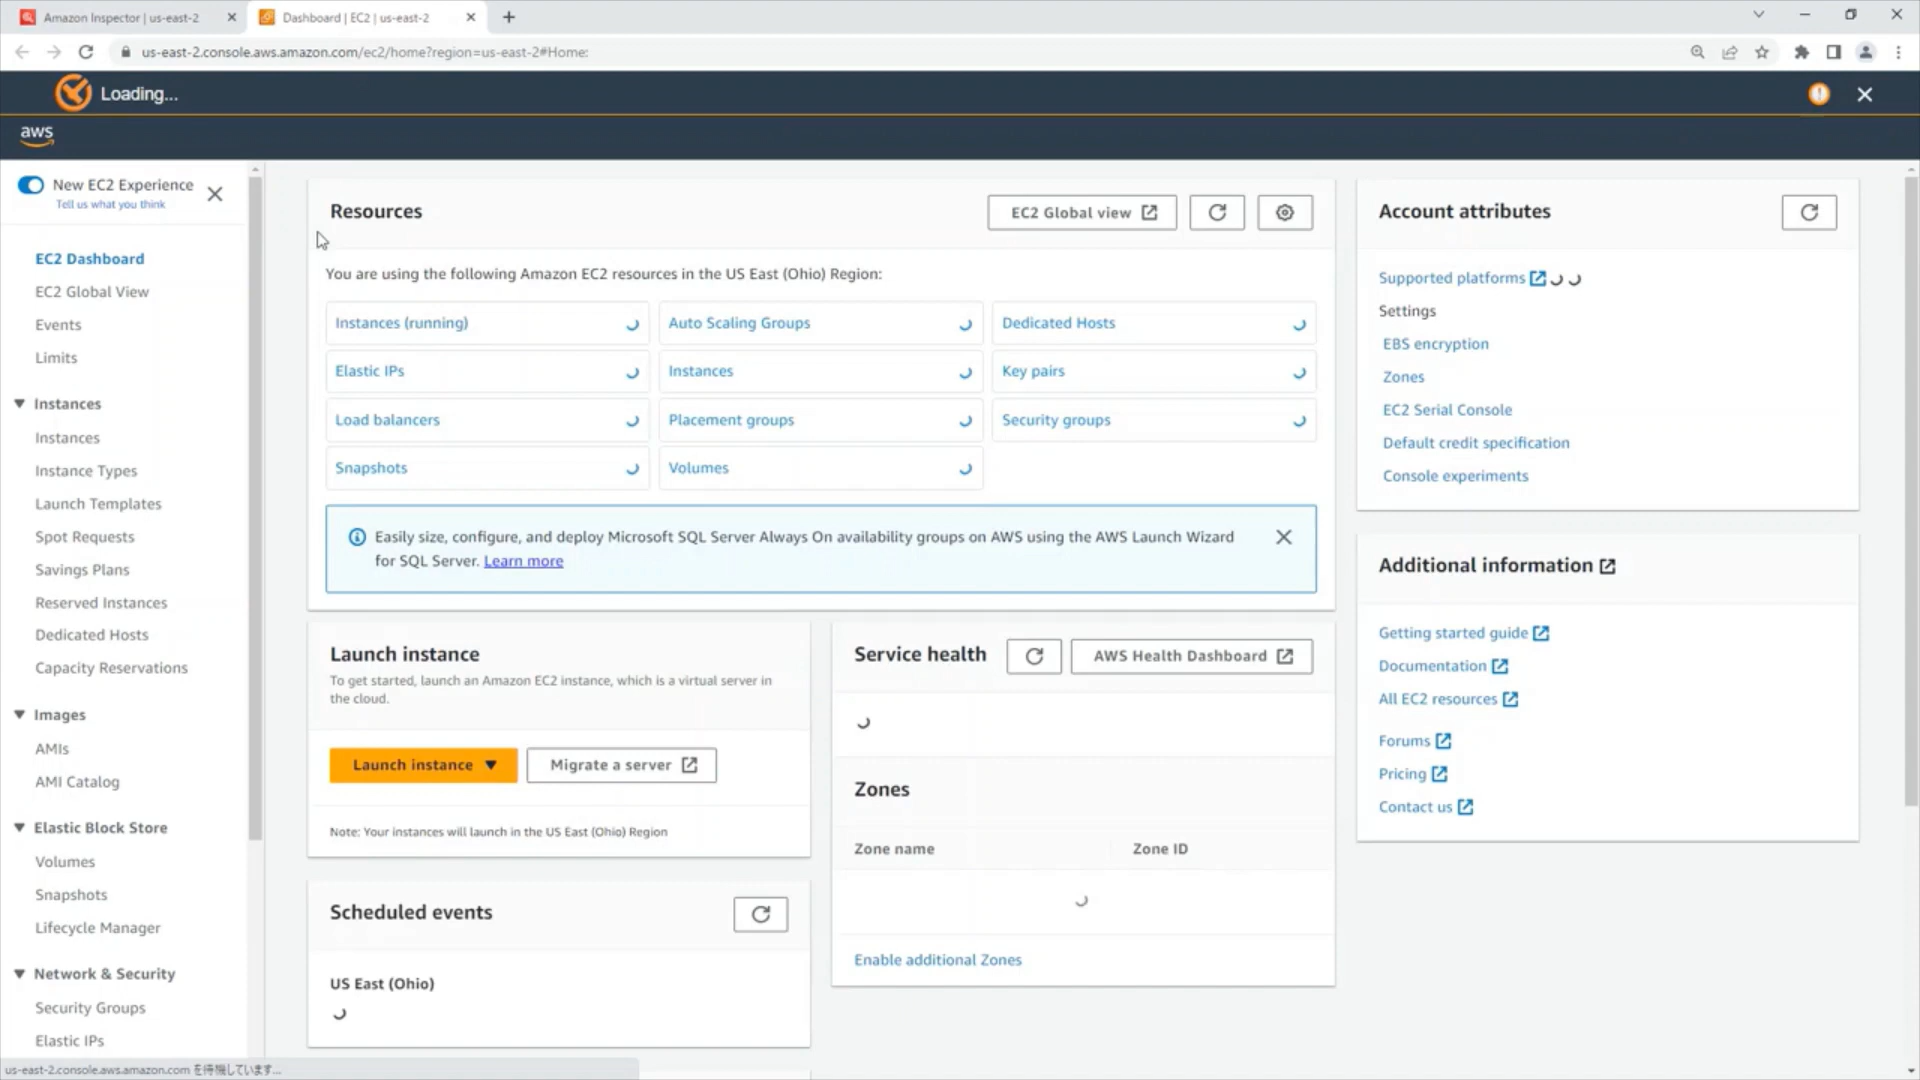 Amazon Inspector | us-east-2
Dashboard | EC2 | us-east-2
us-east-2.console.aws.amazon.com/ec2/home?region=us-east-2#Home:
Loading...
aws
New EC2 Experience
Tell us what you think
EC2 Dashboard
EC2 Global View
Events
Limits
Instances
Instances
Instance Types
Launch Templates
Spot Requests
Savings Plans
Reserved Instances
Dedicated Hosts
Capacity Reservations
Images
AMIs
AMI Catalog
Elastic Block Store
Volumes
Snapshots
Lifecycle Manager
Network & Security
Security Groups
Elastic IPs
Resources
EC2 Global view
You are using the following Amazon EC2 resources in the US East (Ohio) Region:
Instances (running)
Auto Scaling Groups
Dedicated Hosts
Elastic IPs
Instances
Key pairs
Load balancers
Placement groups
Security groups
Snapshots
Volumes
Easily size, configure, and deploy Microsoft SQL Server Always On availability groups on AWS using the AWS Launch Wizard
for SQL Server. Learn more
Launch instance
To get started, launch an Amazon EC2 instance, which is a virtual server in
the cloud.
Launch instance
Migrate a server
Note: Your instances will launch in the US East (Ohio) Region
Scheduled events
US East (Ohio)
Service health
AWS Health Dashboard
Zones
Zone name
Zone ID
Enable additional Zones
Account attributes
Supported platforms
Settings
EBS encryption
Zones
EC2 Serial Console
Default credit specification
Console experiments
Additional information
Getting started guide
Documentation
All EC2 resources
Forums
Pricing
Contact us
us-east-2.console.aws.amazon.com を待機しています...